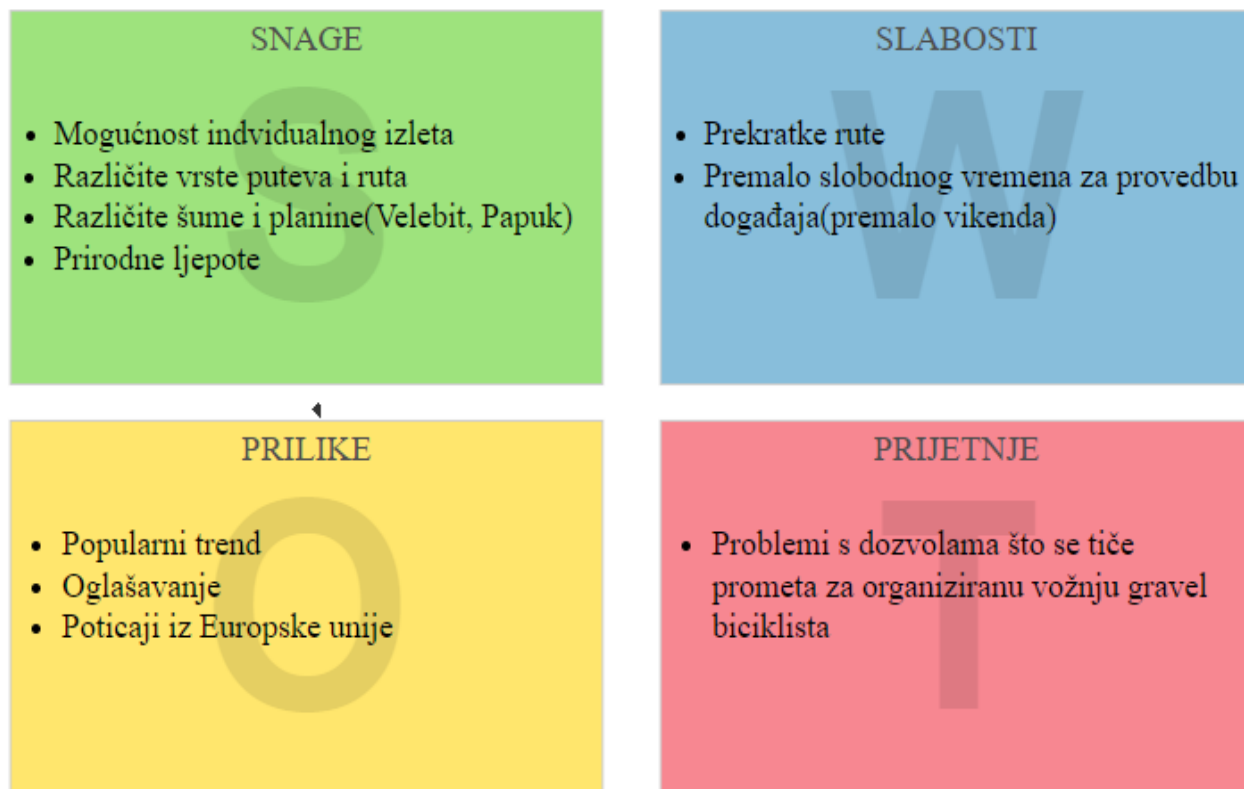 SNAGE
S
• Mogućnost indvidualnog izleta
• Različite vrste puteva i ruta
• Različite šume i planine(Velebit, Papuk)
• Prirodne ljepote
SLABOSTI
W
• Prekratke rute
• Premalo slobodnog vremena za provedbu
događaja(premalo vikenda)
PRILIKE
O
• Popularni trend
• Oglašavanje
• Poticaji iz Europske unije
PRIJETNJE
T
• Problemi s dozvolama što se tiče
prometa za organiziranu vožnju gravel
biciklista